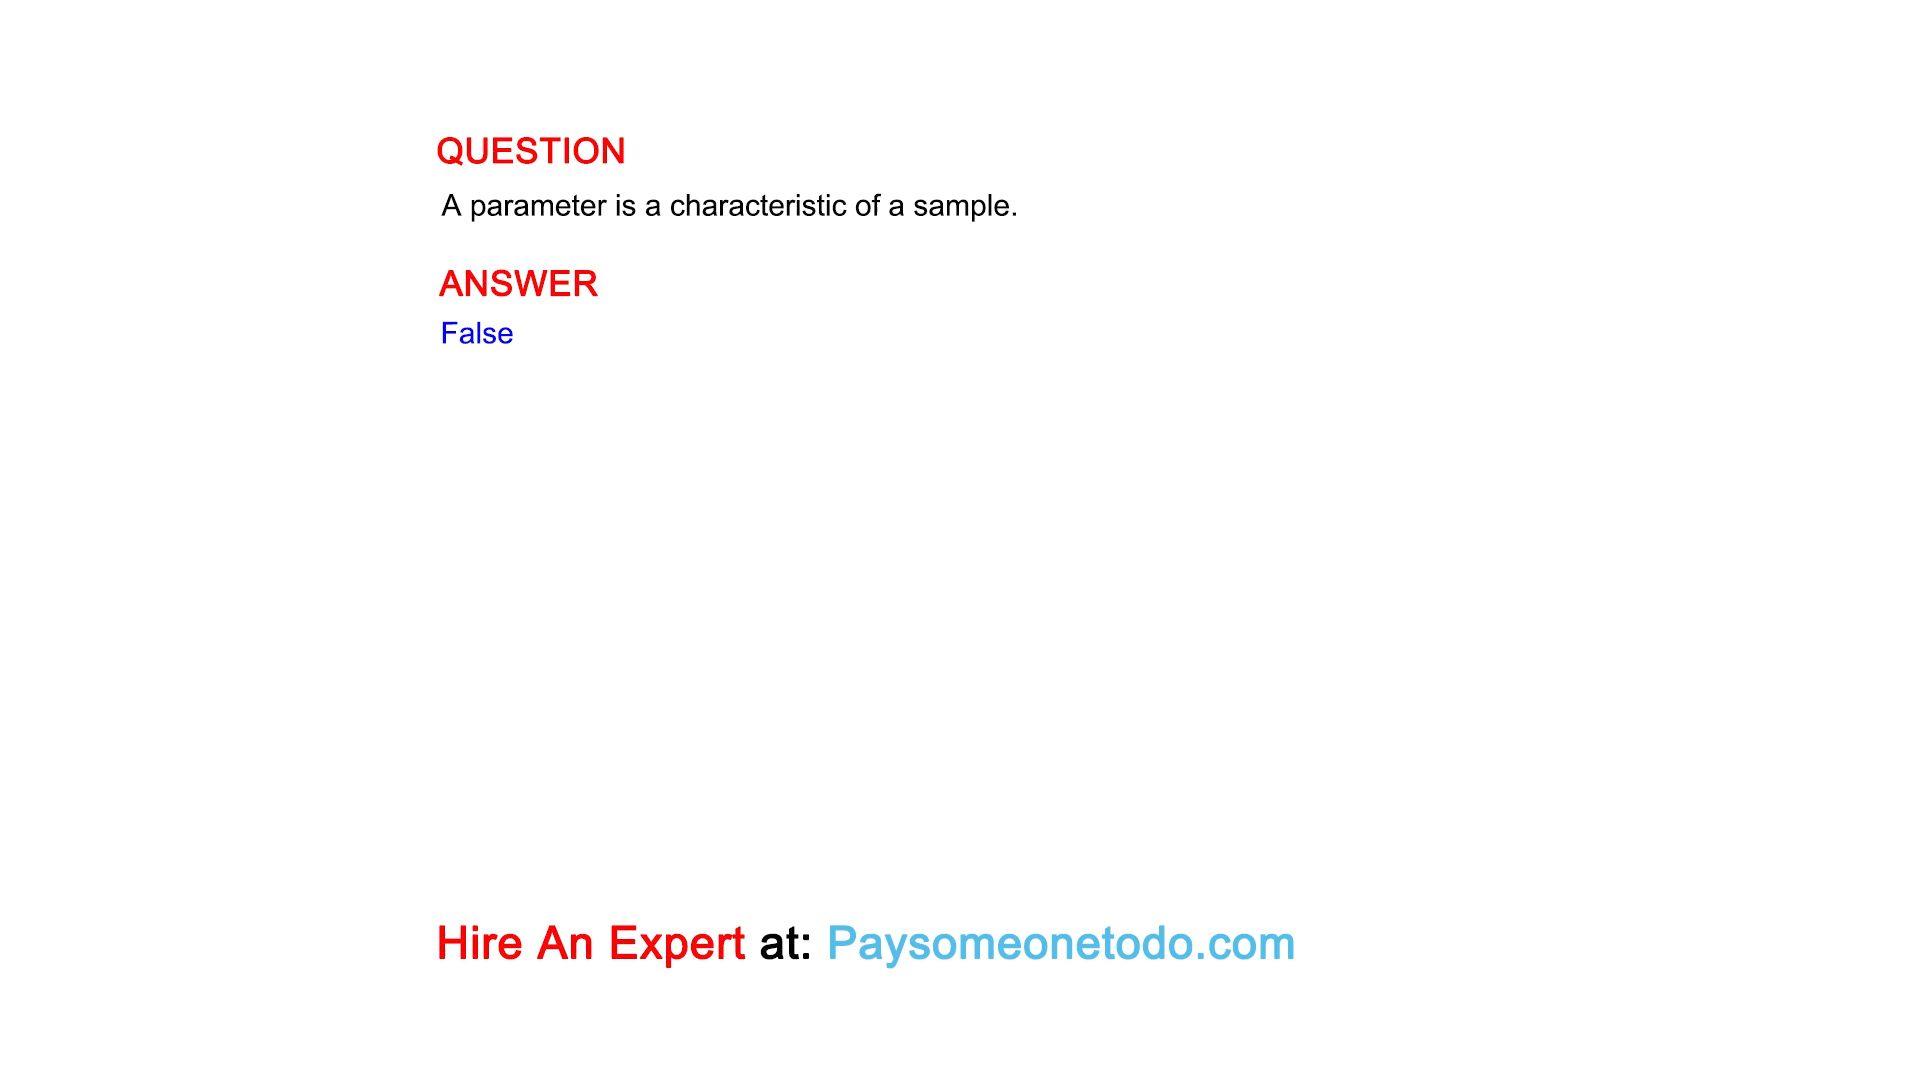 QUESTION
A parameter is a characteristic of a sample.
ANSWER
False
Hire An Expert at: Paysomeonetodo.com